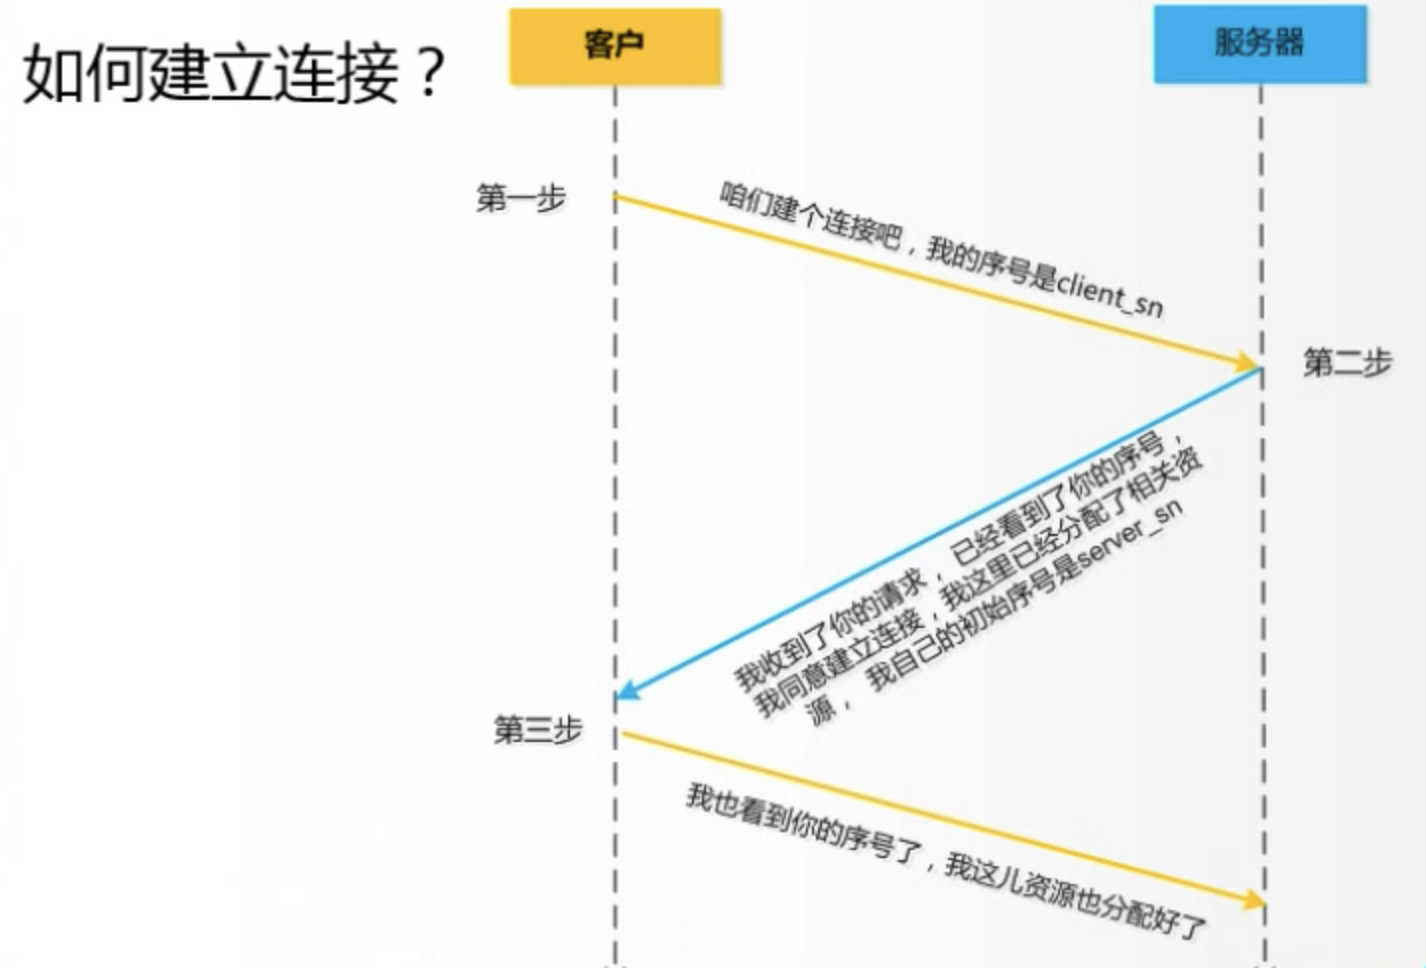 如何建立连接？
客户
服务器
第一步
咱们建个连接吧，我的序号是client_sn
第二步
我收到了你的请求，已经看到了你的序号，
我同意建立连接，我这里已经分配了相关资
源， 我自己的初始序号是server_sn
第三步
我也看到你的序号了，我这儿资源也分配好了